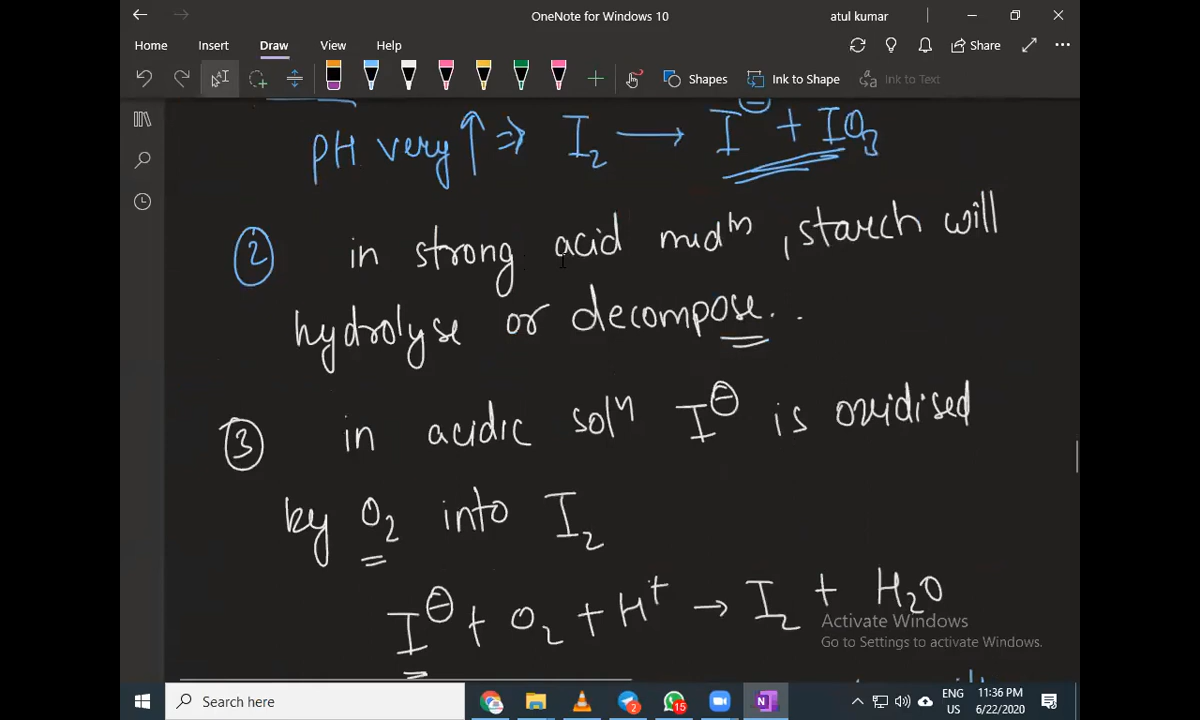 OneNote for Windows 10
atul kumar
Home Insert Draw View Help
Share
Shapes
Ink to Shape
Ink to Text
pH very ↑ ⇒ I₂ → I⊖ + IO₃
② in strong acid medᵐ, starch will
hydrolyse or decompose..
③ in acidic solⁿ I⊖ is oxidised
by O₂ into I₂
I⊖ + O₂ + H⁺ → I₂ + H₂O
Activate Windows
Go to Settings to activate Windows.
Search here
2
15
N
ENG
US
11:36 PM
6/22/2020